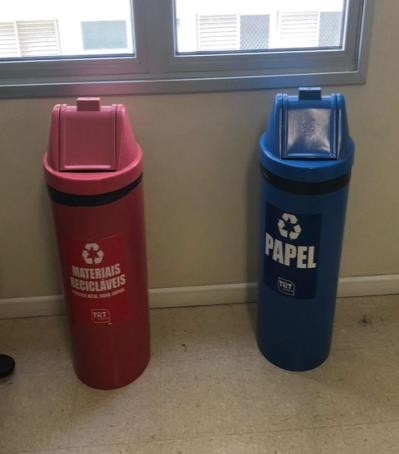 MATERIAIS
RECICLÁVEIS
TRT
PAPEL
TRT